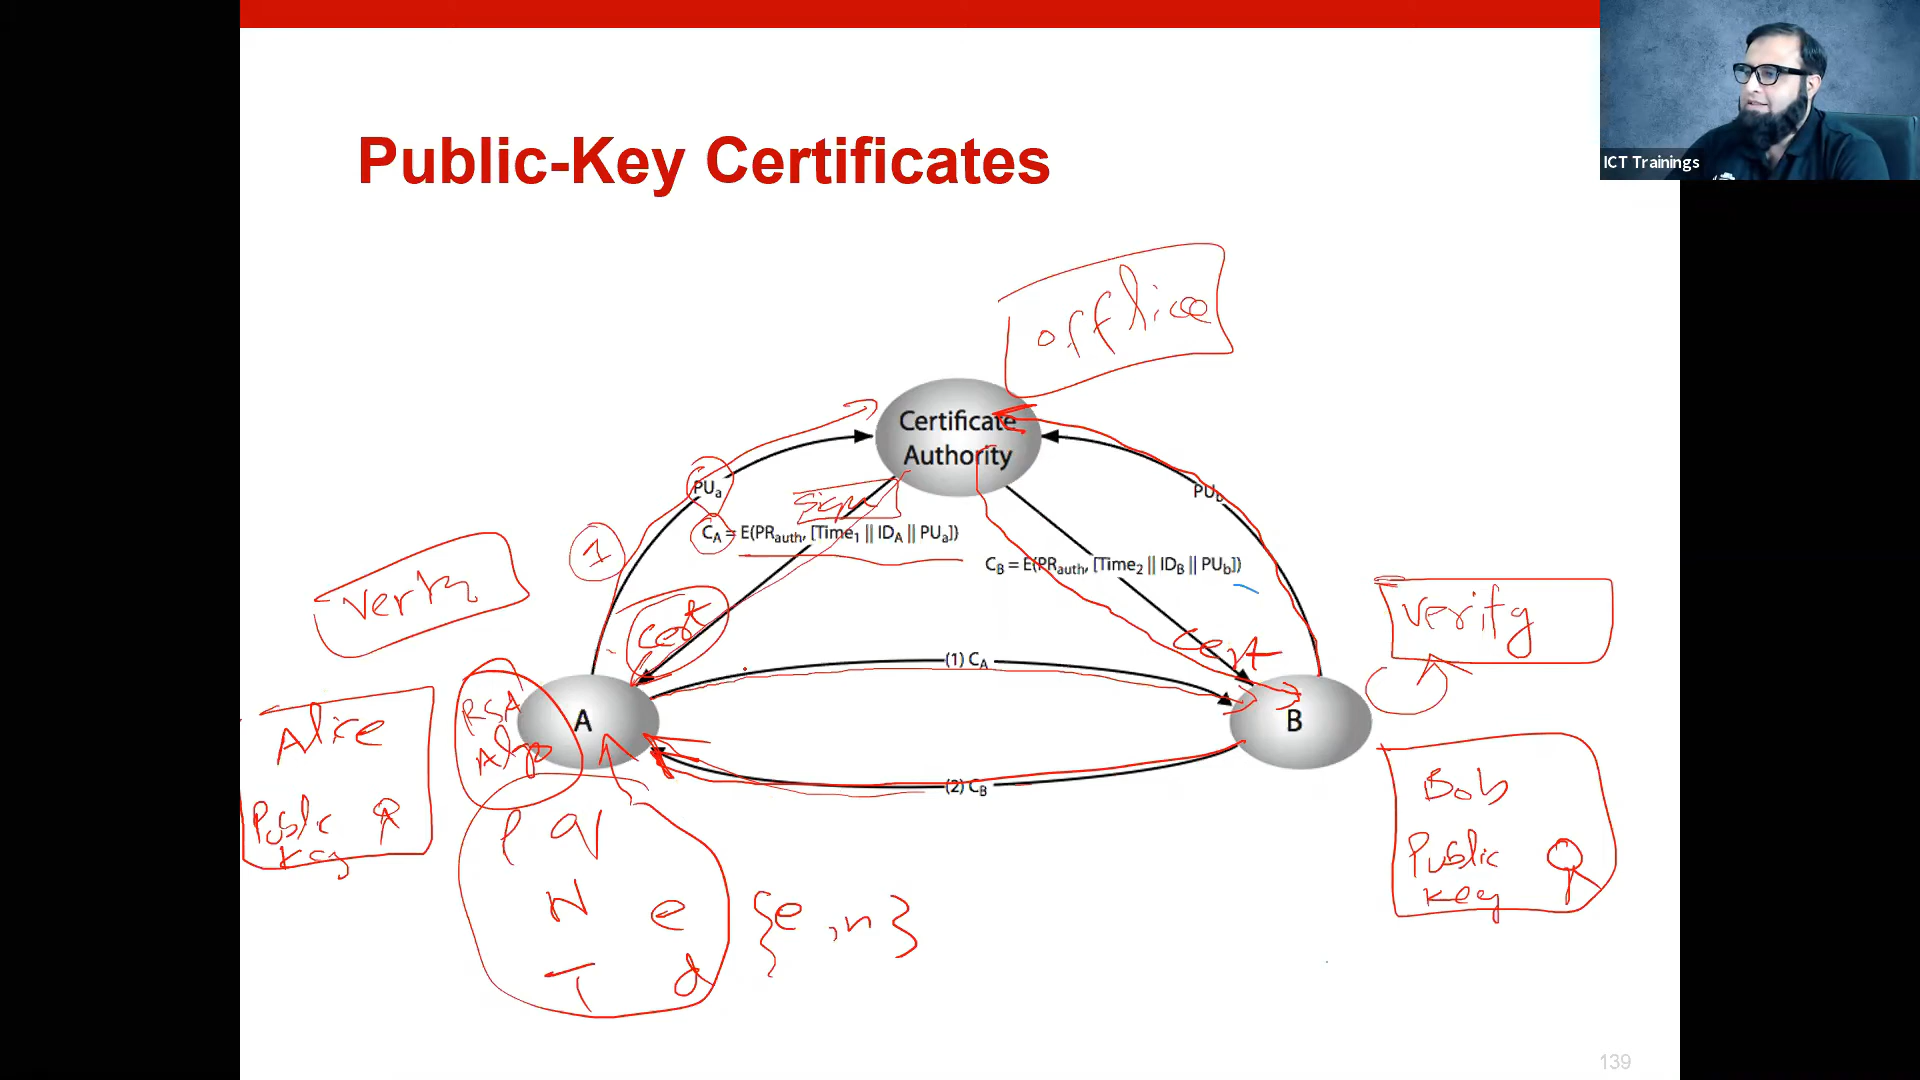 ICT Trainings
Public-Key Certificates
offline
Certificate
Authority
PUa
PUb
sign
CA = E(PRauth, [Time1 || IDA || PUa])
CB = E(PRauth, [Time2 || IDB || PUb])
1
cert
cert
verify
(1) CA
RSA
Algo
A
B
Alice
Public
key
(2) CB
Bob
Public
key
P q
N e
T d
{e, n}
139